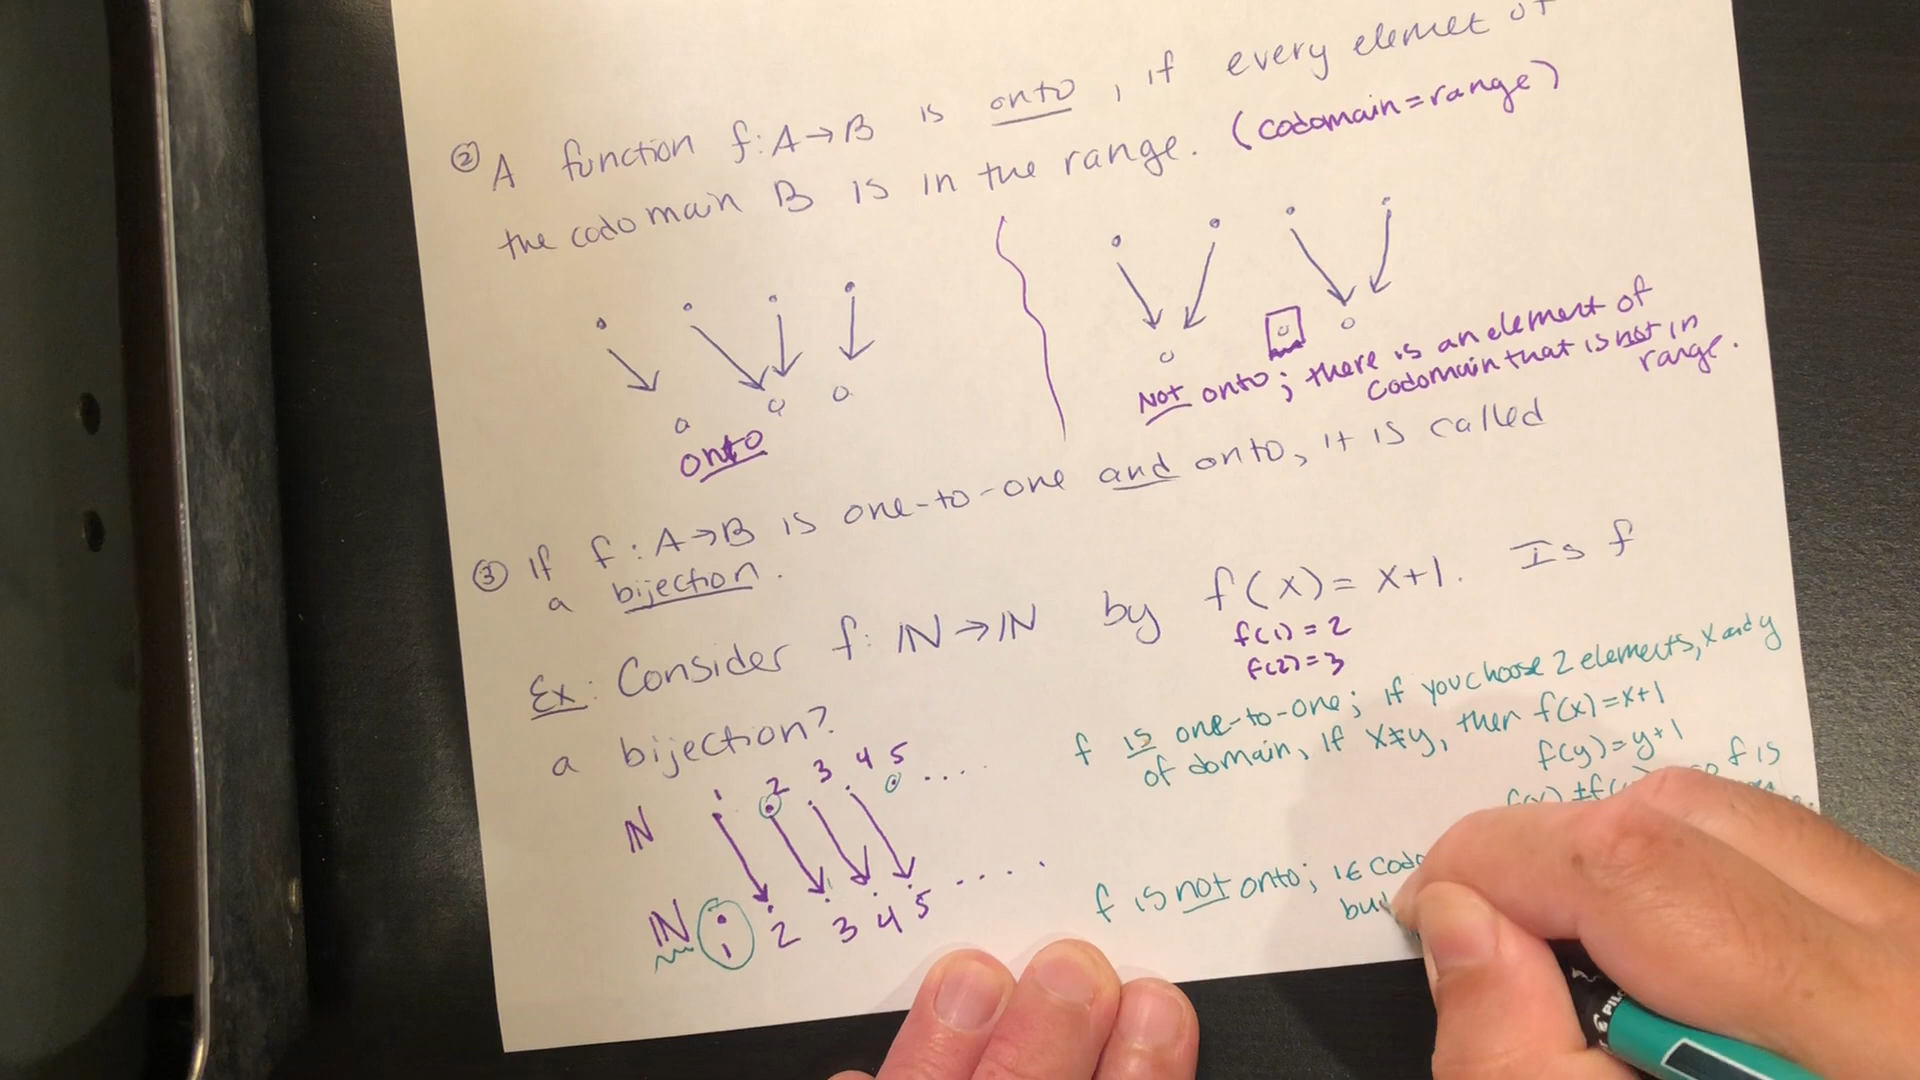 ② A function f: A→B is onto, if every elemet of
the codomain B is in the range. (codomain=range)
onto
NOT onto; there is an element of
codomain that is not in
range.
③ If f: A→B is one-to-one and onto, it is called
a bijection.
Ex: Consider f: ℕ→ℕ by f(x)= x+1. Is f
f(1)=2
f(2)=3
a bijection?
f is one-to-one; if you choose 2 elements, x and y
of domain, if x≠y, then f(x)=x+1
f(y)=y+1
so f is
ℕ 1 2 3 4 5 ....
ℕ 1 2 3 4 5 ....
f is not onto; 1∈
PIL